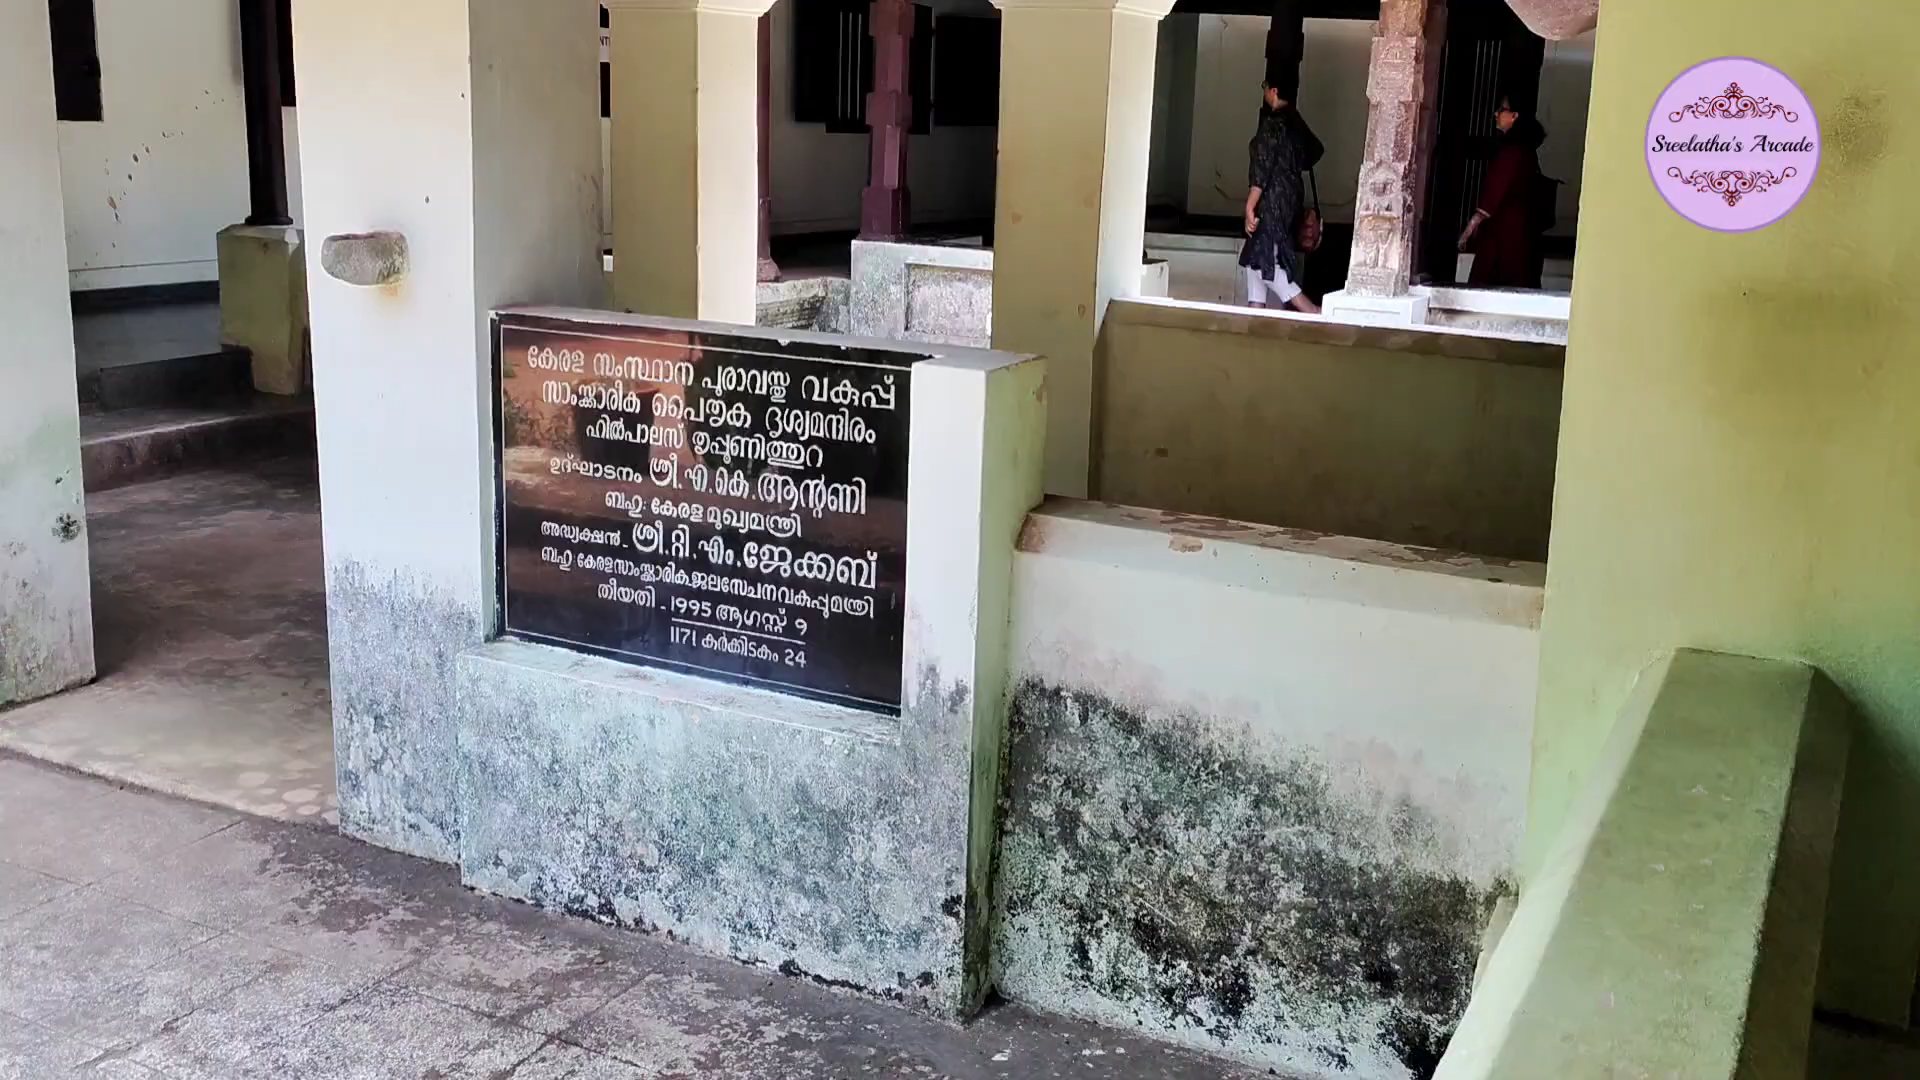 കേരള സംസ്ഥാന പുരാവസ്തു വകുപ്പ്
സാംസ്ക്കാരിക പൈതൃക ദൃശ്യമന്ദിരം
ഹിൽപാലസ് തൃപ്പൂണിത്തുറ
ഉദ്ഘാടനം ശ്രീ.എ.കെ.ആന്റണി
ബഹു: കേരള മുഖ്യമന്ത്രി
അദ്ധ്യക്ഷൻ - ശ്രീ.റ്റി.എം.ജേക്കബ്
ബഹു: കേരളസാംസ്ക്കാരിക,ജലസേചനവകുപ്പുമന്ത്രി
തീയതി - 1995 ആഗസ്റ്റ് 9
1171 കർക്കിടകം 24
Sreelatha's Arcade